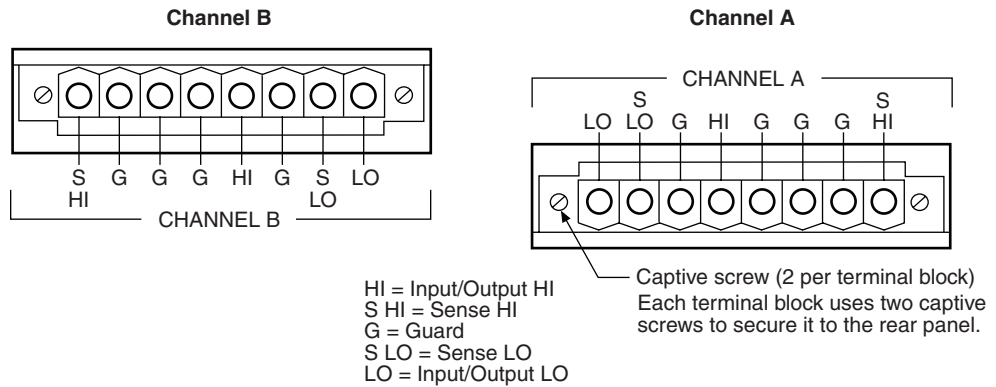 Channel B
Channel A
S HI G G G HI G S LO LO
CHANNEL B
CHANNEL A
LO S LO G HI G G G S HI
Captive screw (2 per terminal block)
Each terminal block uses two captive
screws to secure it to the rear panel.
HI = Input/Output HI
S HI = Sense HI
G = Guard
S LO = Sense LO
LO = Input/Output LO